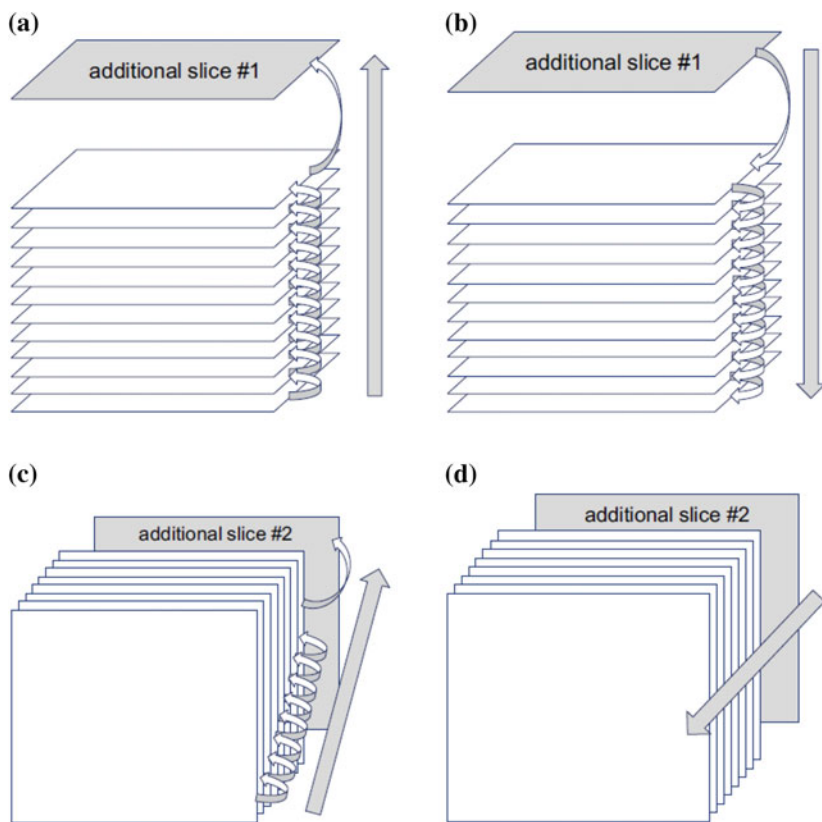 (a)
additional slice #1
(b)
additional slice #1
(c)
additional slice #2
(d)
additional slice #2